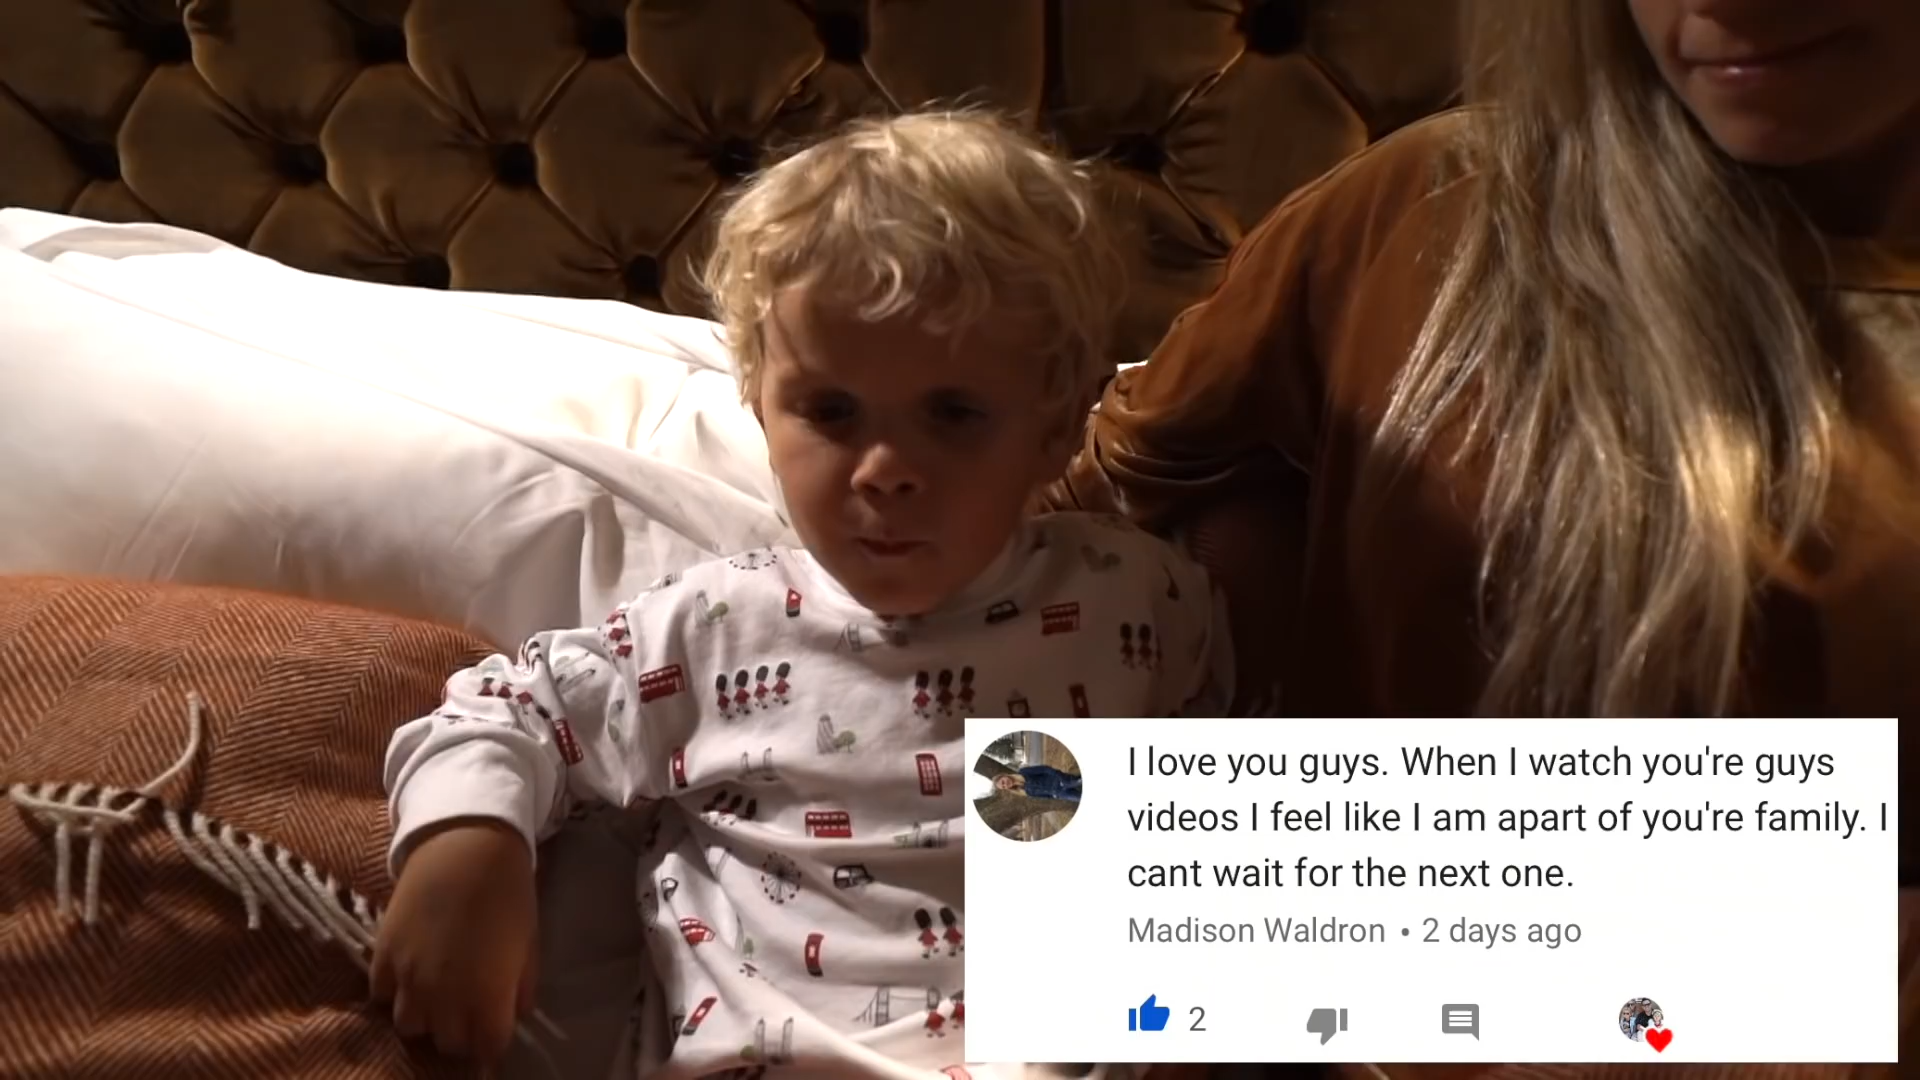 I love you guys. When I watch you're guys
videos I feel like I am apart of you're family. I
cant wait for the next one.
Madison Waldron • 2 days ago
2